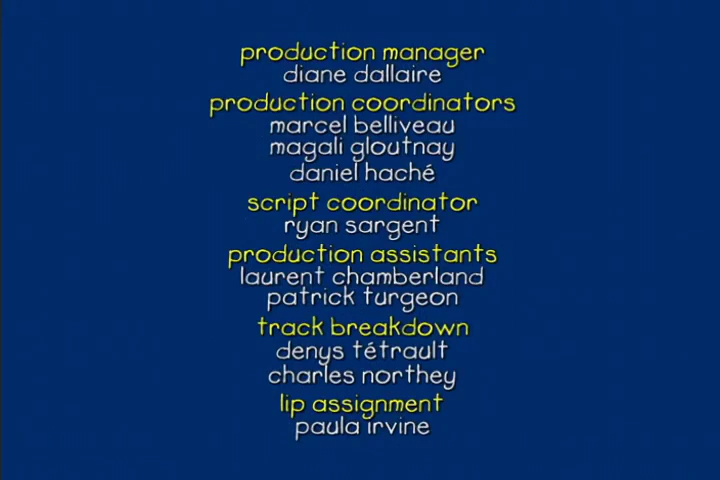 production manager
diane dallaire
production coordinators
marcel belliveau
magali gloutnay
daniel haché
script coordinator
ryan sargent
production assistants
laurent chamberland
patrick turgeon
track breakdown
denys tétrault
charles northey
lip assignment
paula irvine